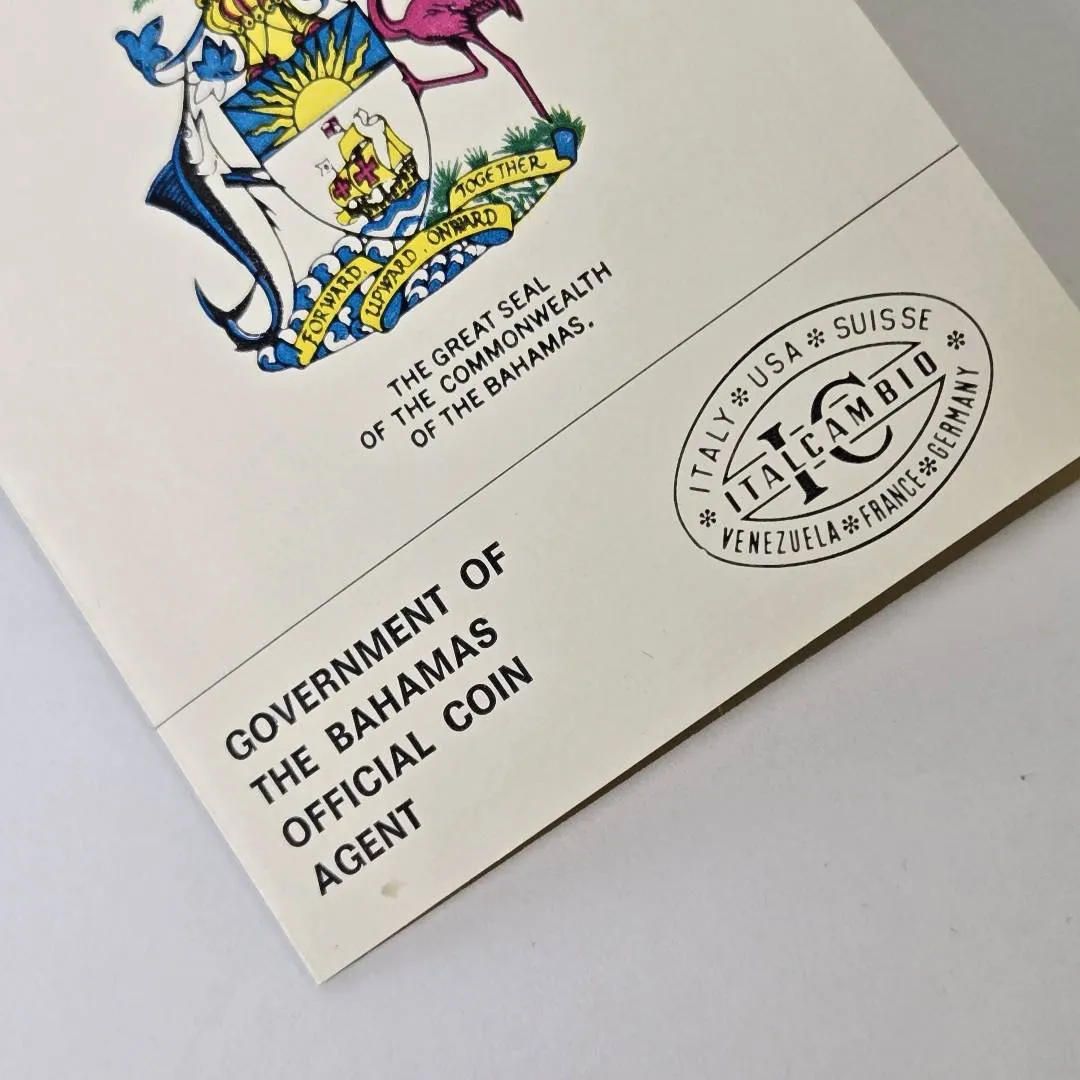 FORWARD, UPWARD, ONWARD
TOGETHER
THE GREAT SEAL
OF THE COMMONWEALTH
OF THE BAHAMAS.
ITALY * USA * SUISSE *
IC
ITALCAMBIO
* VENEZUELA * FRANCE * GERMANY
GOVERNMENT OF
THE BAHAMAS
OFFICIAL COIN
AGENT